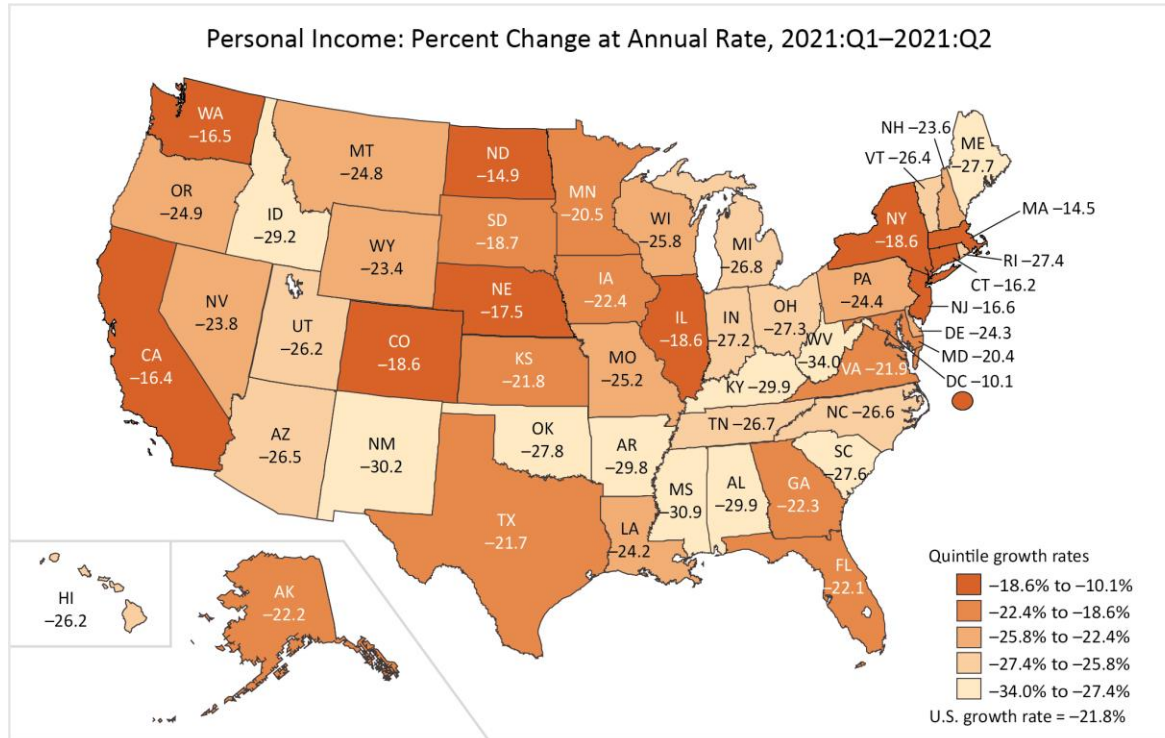 Personal Income: Percent Change at Annual Rate, 2021:Q1–2021:Q2
WA
–16.5
OR
–24.9
CA
–16.4
ID
–29.2
NV
–23.8
MT
–24.8
WY
–23.4
UT
–26.2
AZ
–26.5
CO
–18.6
NM
–30.2
ND
–14.9
SD
–18.7
NE
–17.5
KS
–21.8
OK
–27.8
TX
–21.7
MN
–20.5
IA
–22.4
MO
–25.2
AR
–29.8
LA
–24.2
WI
–25.8
IL
–18.6
MI
–26.8
IN
–27.2
OH
–27.3
KY –29.9
TN –26.7
MS
–30.9
AL
–29.9
GA
–22.3
FL
–22.1
SC
–27.6
NC –26.6
VA –21.9
WV
–34.0
PA
–24.4
NY
–18.6
NH –23.6
VT –26.4
ME
–27.7
MA –14.5
RI –27.4
CT –16.2
NJ –16.6
DE –24.3
MD –20.4
DC –10.1
HI
–26.2
AK
–22.2
Quintile growth rates
–18.6% to –10.1%
–22.4% to –18.6%
–25.8% to –22.4%
–27.4% to –25.8%
–34.0% to –27.4%
U.S. growth rate = –21.8%